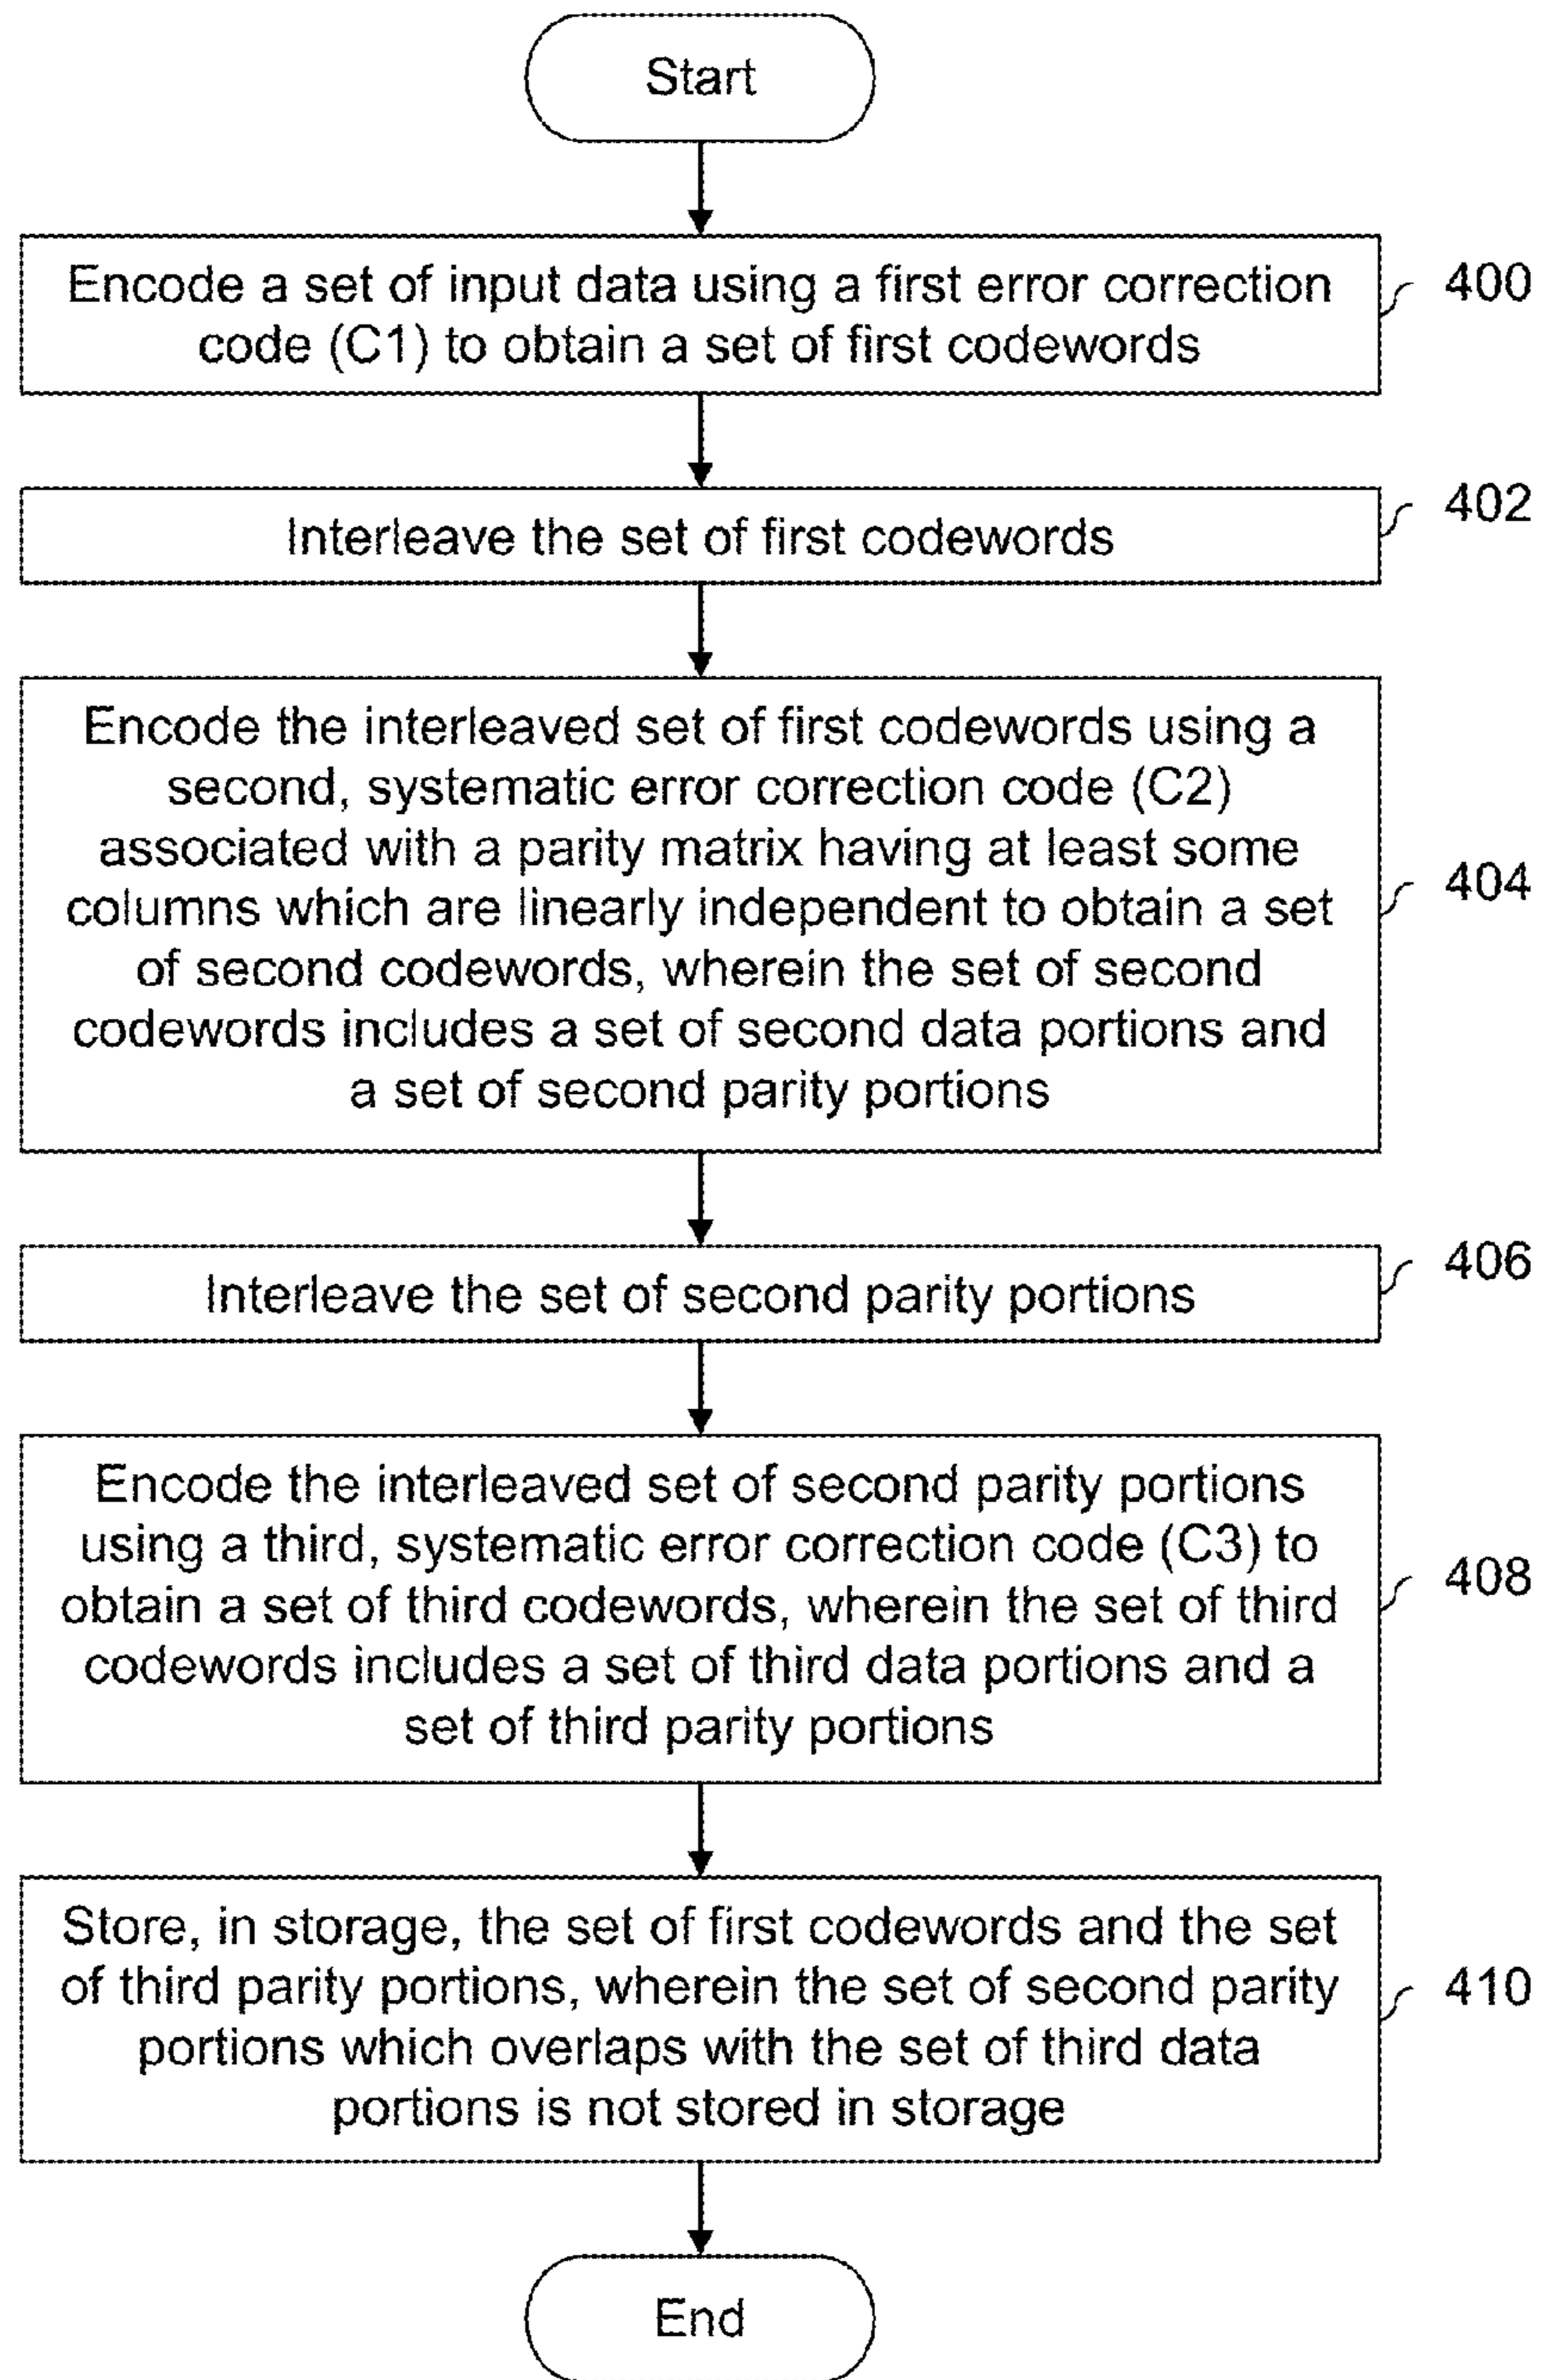 Start
Encode a set of input data using a first error correction
code (C1) to obtain a set of first codewords
400
Interleave the set of first codewords
402
Encode the interleaved set of first codewords using a
second, systematic error correction code (C2)
associated with a parity matrix having at least some
columns which are linearly independent to obtain a set
of second codewords, wherein the set of second
codewords includes a set of second data portions and
a set of second parity portions
404
Interleave the set of second parity portions
406
Encode the interleaved set of second parity portions
using a third, systematic error correction code (C3) to
obtain a set of third codewords, wherein the set of third
codewords includes a set of third data portions and a
set of third parity portions
408
Store, in storage, the set of first codewords and the set
of third parity portions, wherein the set of second parity
portions which overlaps with the set of third data
portions is not stored in storage
410
End